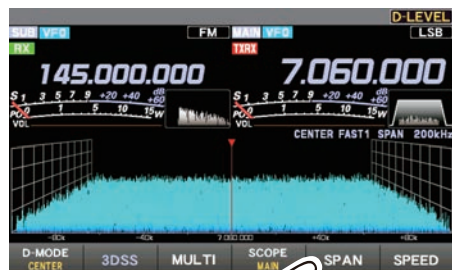 D-LEVEL
SUB VFO FM MAIN VFO LSB
RX TXRX
145.000.000 7.060.000
S 1 3 5 7 9 +20 +40 +60 dB S 1 3 5 7 9 +20 +40 +60 dB
PO 0 1 5 10 15W PO 0 1 5 10 15W
VOL VOL
CENTER FAST1 SPAN 200kHz
-80k -40k 7.060.000 +40k +80k
D-MODE 3DSS MULTI SCOPE SPAN SPEED
CENTER MAIN